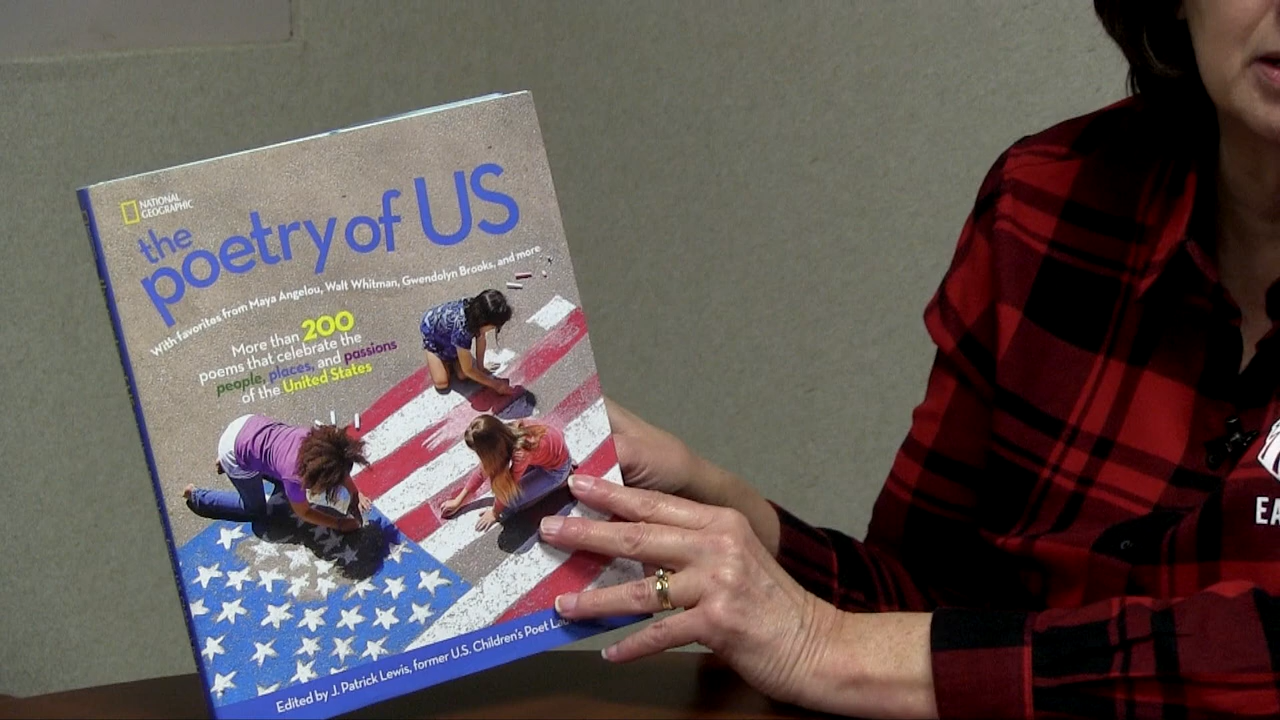 NATIONAL
GEOGRAPHIC
the
poetry of US
With favorites from Maya Angelou, Walt Whitman, Gwendolyn Brooks, and more
More than 200
poems that celebrate the
people, places, and passions
of the United States
Edited by J. Patrick Lewis, former U.S. Children's Poet